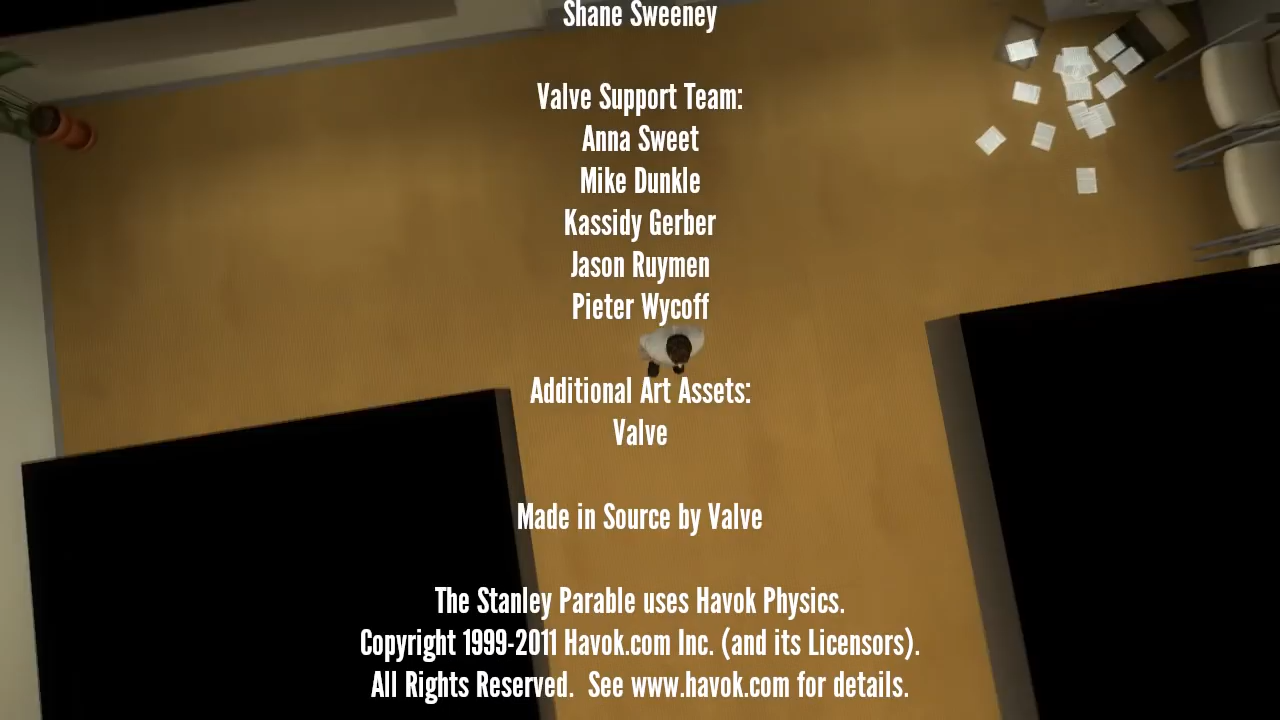 Shane Sweeney
Valve Support Team:
Anna Sweet
Mike Dunkle
Kassidy Gerber
Jason Ruymen
Pieter Wycoff
Additional Art Assets:
Valve
Made in Source by Valve
The Stanley Parable uses Havok Physics.
Copyright 1999-2011 Havok.com Inc. (and its Licensors).
All Rights Reserved.  See www.havok.com for details.